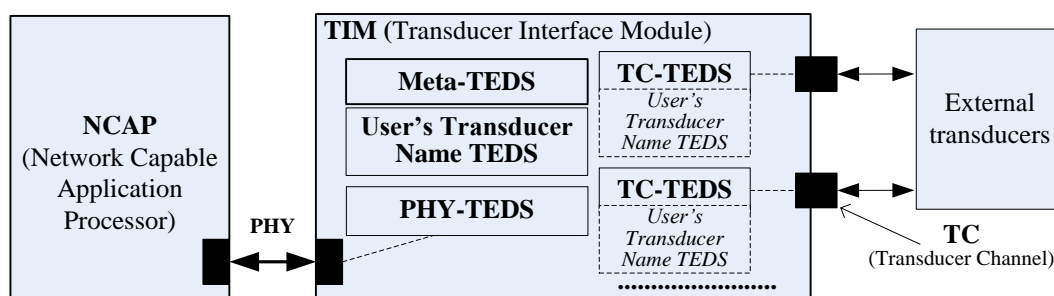 NCAP
(Network Capable
Application
Processor)
PHY
TIM (Transducer Interface Module)
Meta-TEDS
User's Transducer
Name TEDS
PHY-TEDS
TC-TEDS
User's
Transducer
Name TEDS
TC-TEDS
User's
Transducer
Name TEDS
External
transducers
TC
(Transducer Channel)